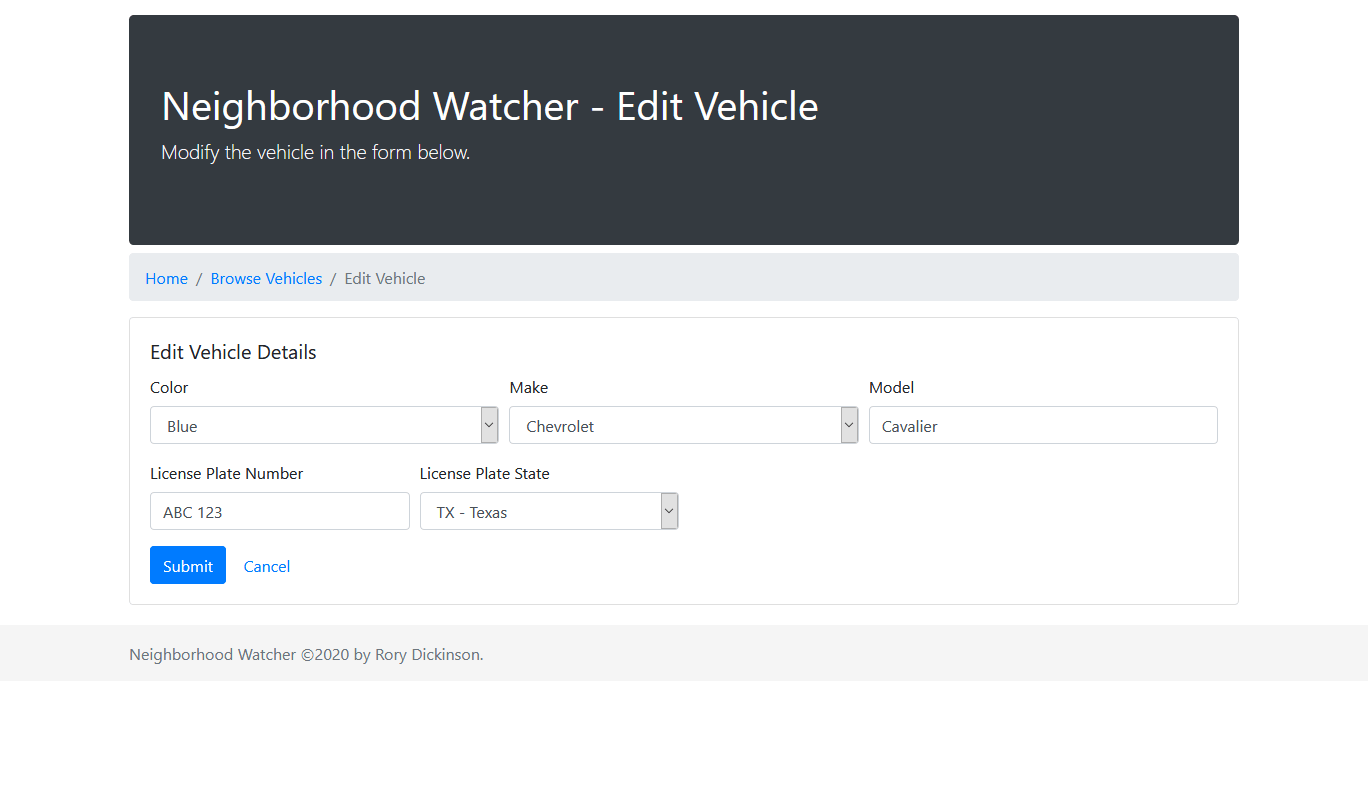 Neighborhood Watcher - Edit Vehicle
Modify the vehicle in the form below.
Home / Browse Vehicles / Edit Vehicle
Edit Vehicle Details
Color Make Model
Blue Chevrolet Cavalier
License Plate Number License Plate State
ABC 123 TX - Texas
Submit Cancel
Neighborhood Watcher ©2020 by Rory Dickinson.